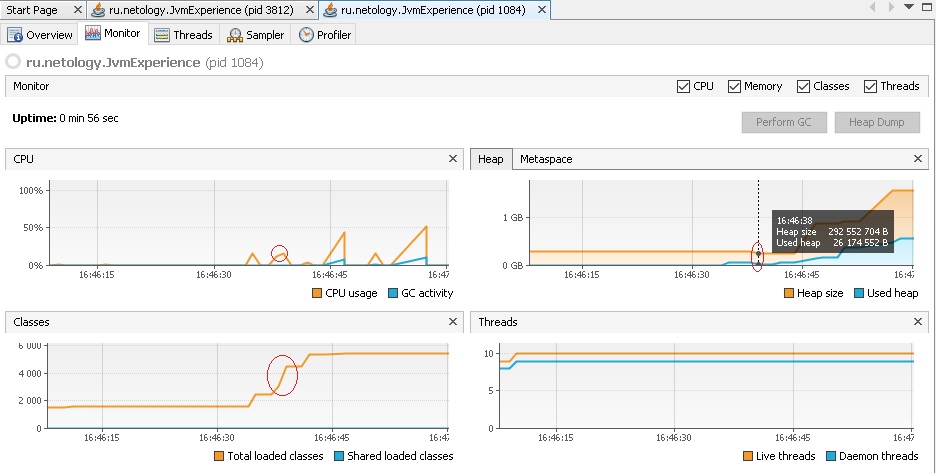 Start Page ru.netology.JvmExperience (pid 3812) ru.netology.JvmExperience (pid 1084)
Overview Monitor Threads Sampler Profiler
ru.netology.JvmExperience (pid 1084)
Monitor CPU Memory Classes Threads
Uptime: 0 min 56 sec
Perform GC Heap Dump
CPU
100%
50%
0%
16:46:15 16:46:30 16:46:45 16:47
CPU usage GC activity
Heap Metaspace
1 GB
0 GB
16:46:38
Heap size 292 552 704 B
Used heap 26 174 552 B
16:46:15 16:46:30 16:46:45 16:47
Heap size Used heap
Classes
6 000
4 000
2 000
0
16:46:15 16:46:30 16:46:45 16:47
Total loaded classes Shared loaded classes
Threads
10
5
0
16:46:15 16:46:30 16:46:45 16:47
Live threads Daemon threads